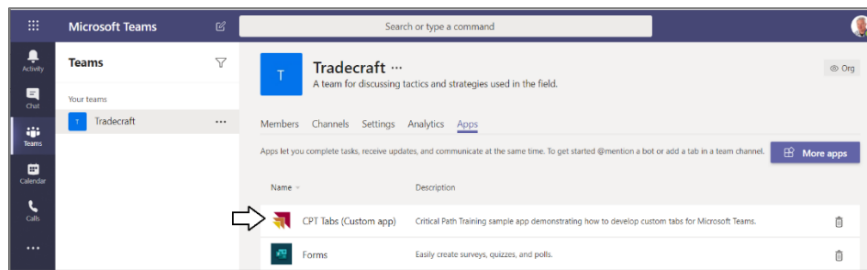 Microsoft Teams
Search or type a command
Activity
Chat
Teams
Calendar
Calls
Teams
Your teams
T
Tradecraft
...
T
Tradecraft ...
A team for discussing tactics and strategies used in the field.
Org
Members Channels Settings Analytics Apps
Apps let you complete tasks, receive updates, and communicate at the same time. To get started @mention a bot or add a tab in a team channel.
More apps
Name Description
CPT Tabs (Custom app) Critical Path Training sample app demonstrating how to develop custom tabs for Microsoft Teams.
Forms Easily create surveys, quizzes, and polls.